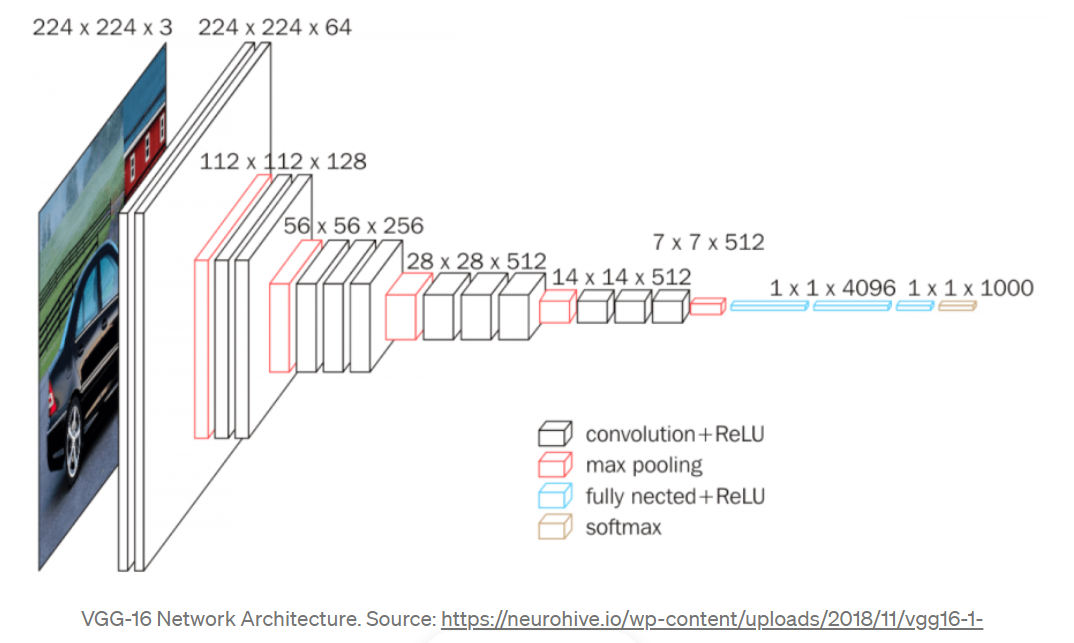 224 x 224 x 3
224 x 224 x 64
112 x 112 x 128
56 x 56 x 256
28 x 28 x 512
14 x 14 x 512
7 x 7 x 512
1 x 1 x 4096
1 x 1 x 1000
convolution+ReLU
max pooling
fully nected+ReLU
softmax
VGG-16 Network Architecture. Source: https://neurohive.io/wp-content/uploads/2018/11/vgg16-1-